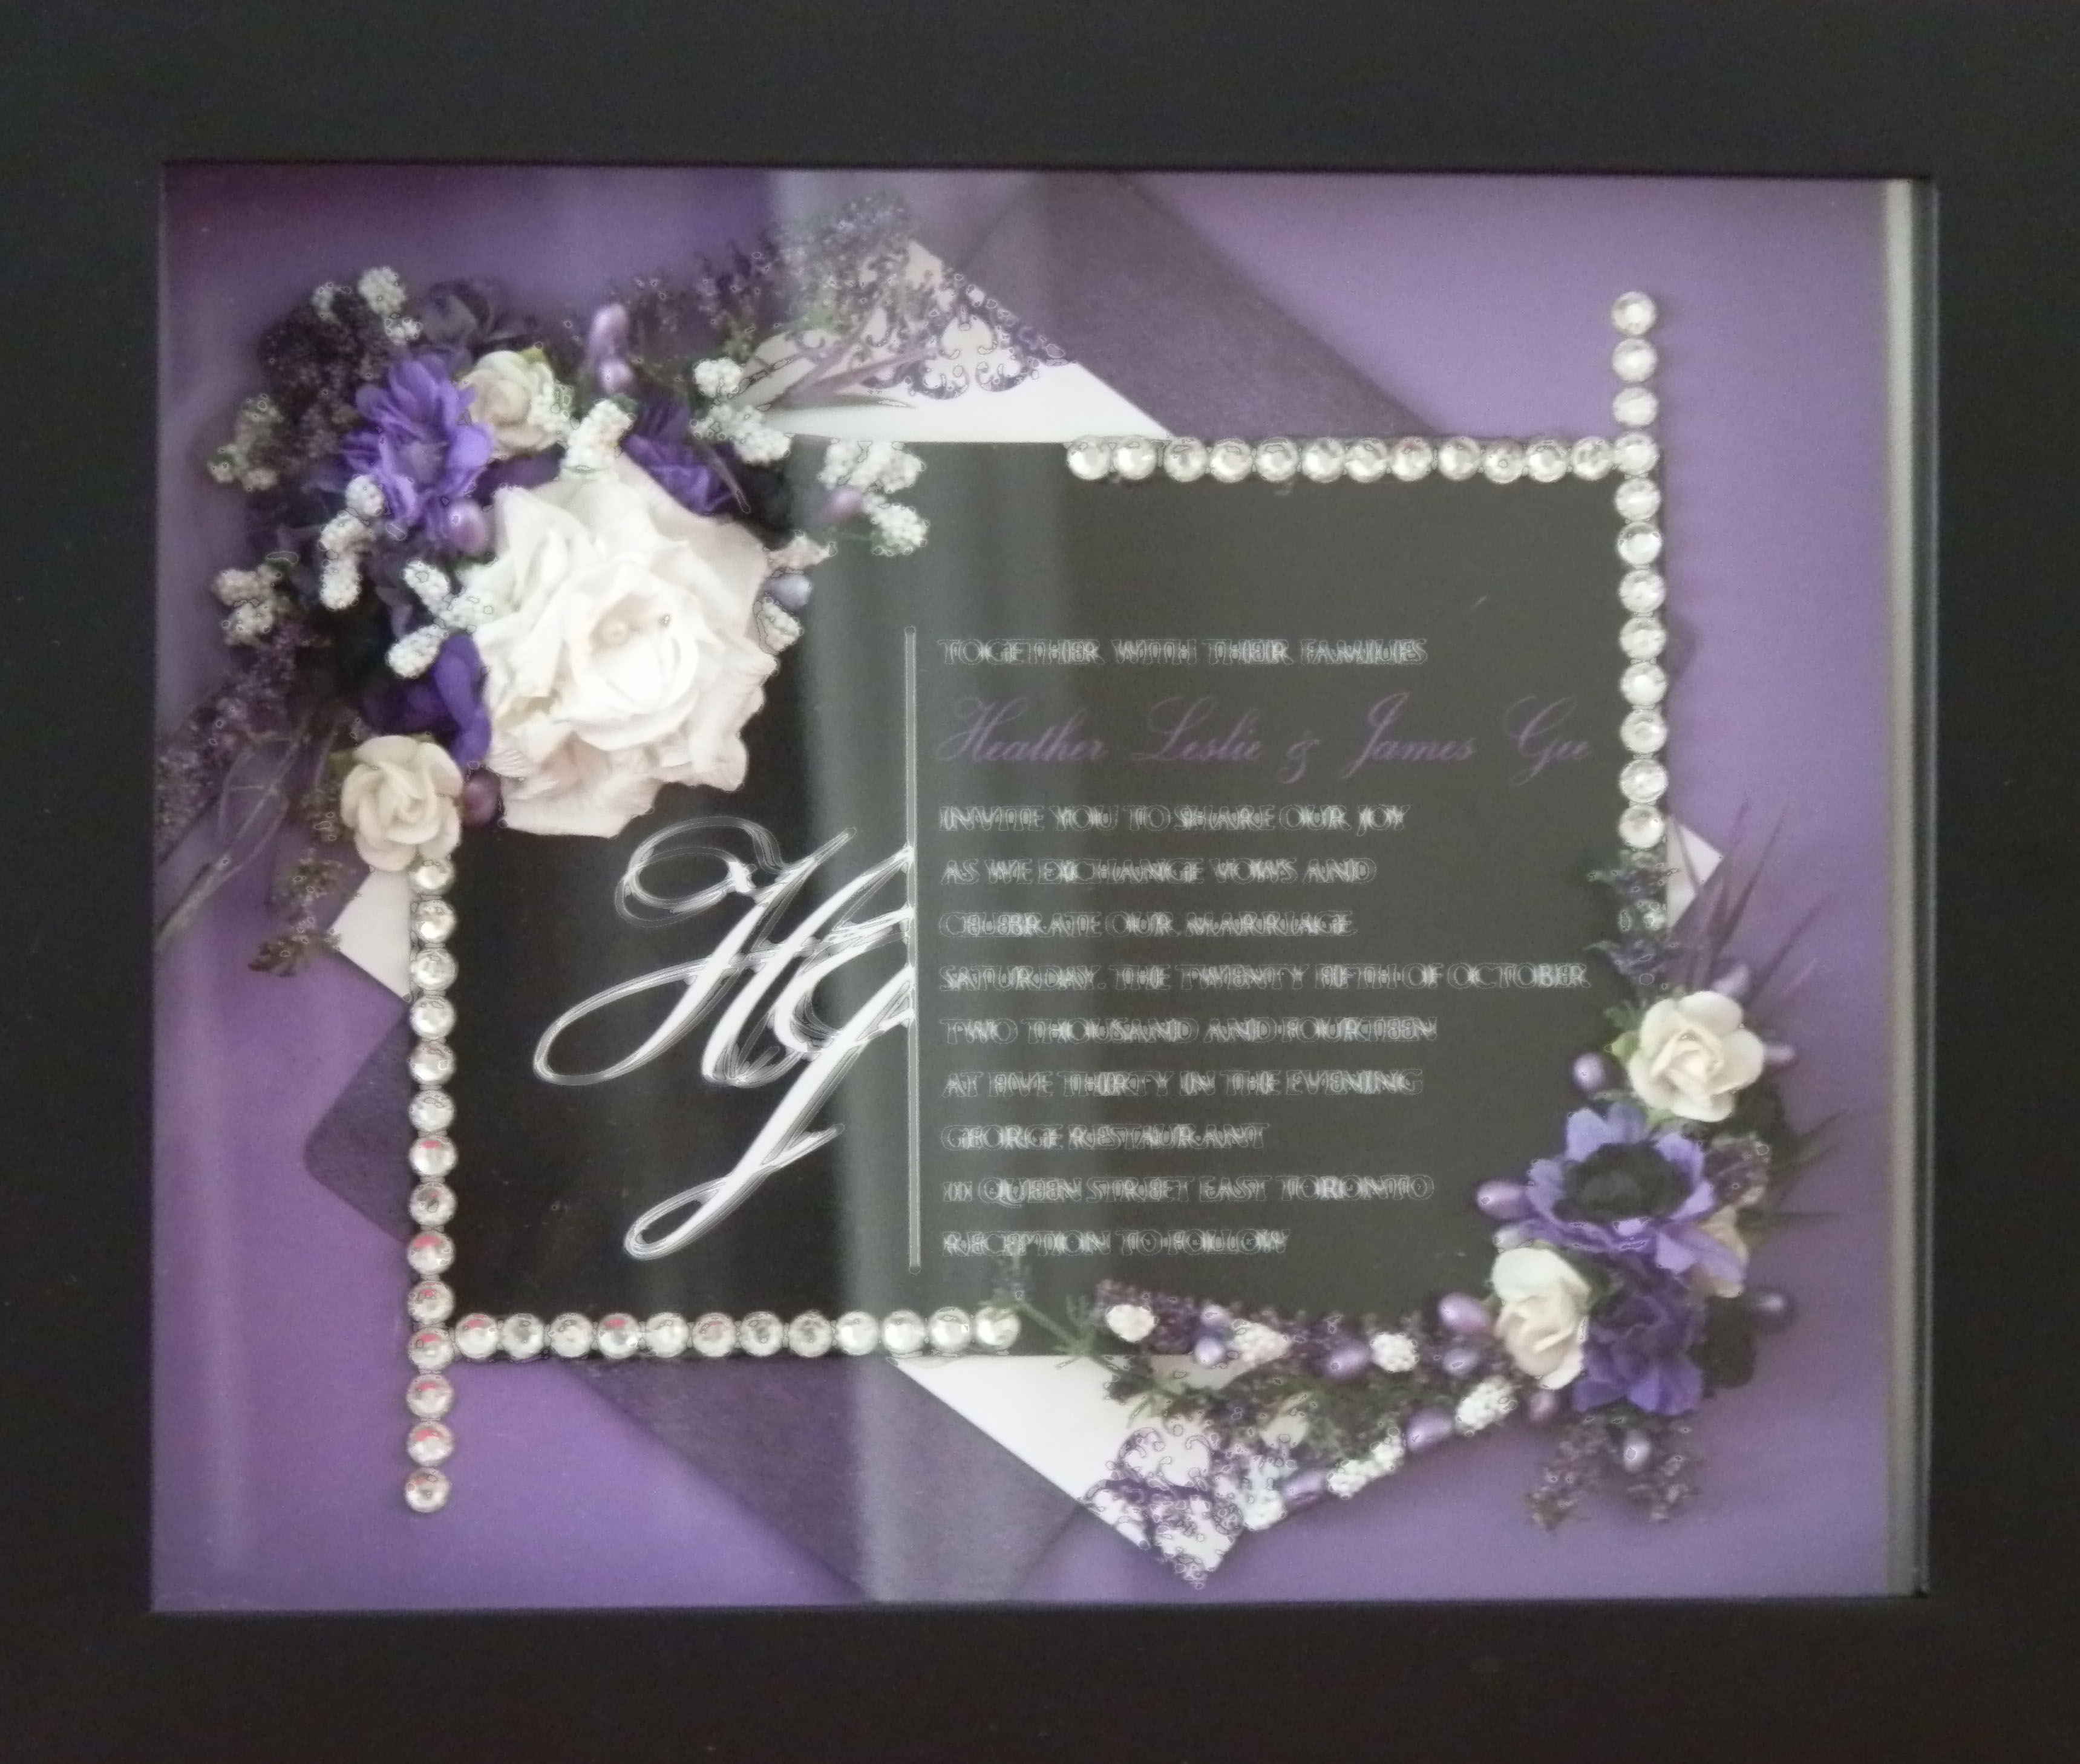 HJ
TOGETHER WITH THEIR FAMILIES
Heather Leslie & James Gee
INVITE YOU TO SHARE OUR JOY
AS WE EXCHANGE VOWS AND
CELEBRATE OUR MARRIAGE
SATURDAY, THE TWENTY FIFTH OF OCTOBER
TWO THOUSAND AND FOURTEEN
AT FIVE THIRTY IN THE EVENING
GEORGE RESTAURANT
111 QUEEN STREET EAST TORONTO
RECEPTION TO FOLLOW